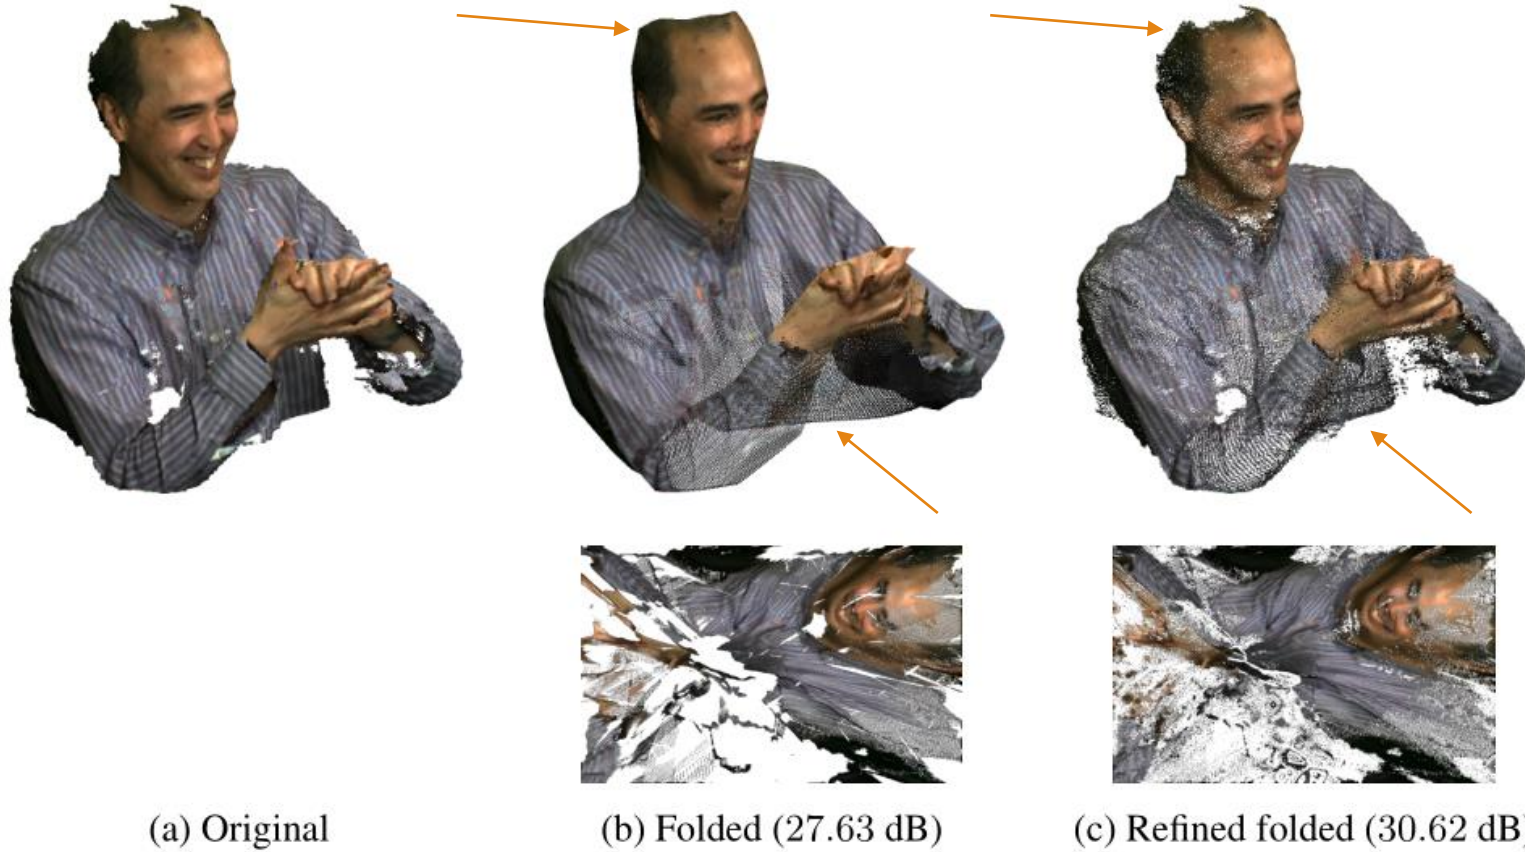 (a) Original
(b) Folded (27.63 dB)
(c) Refined folded (30.62 dB)